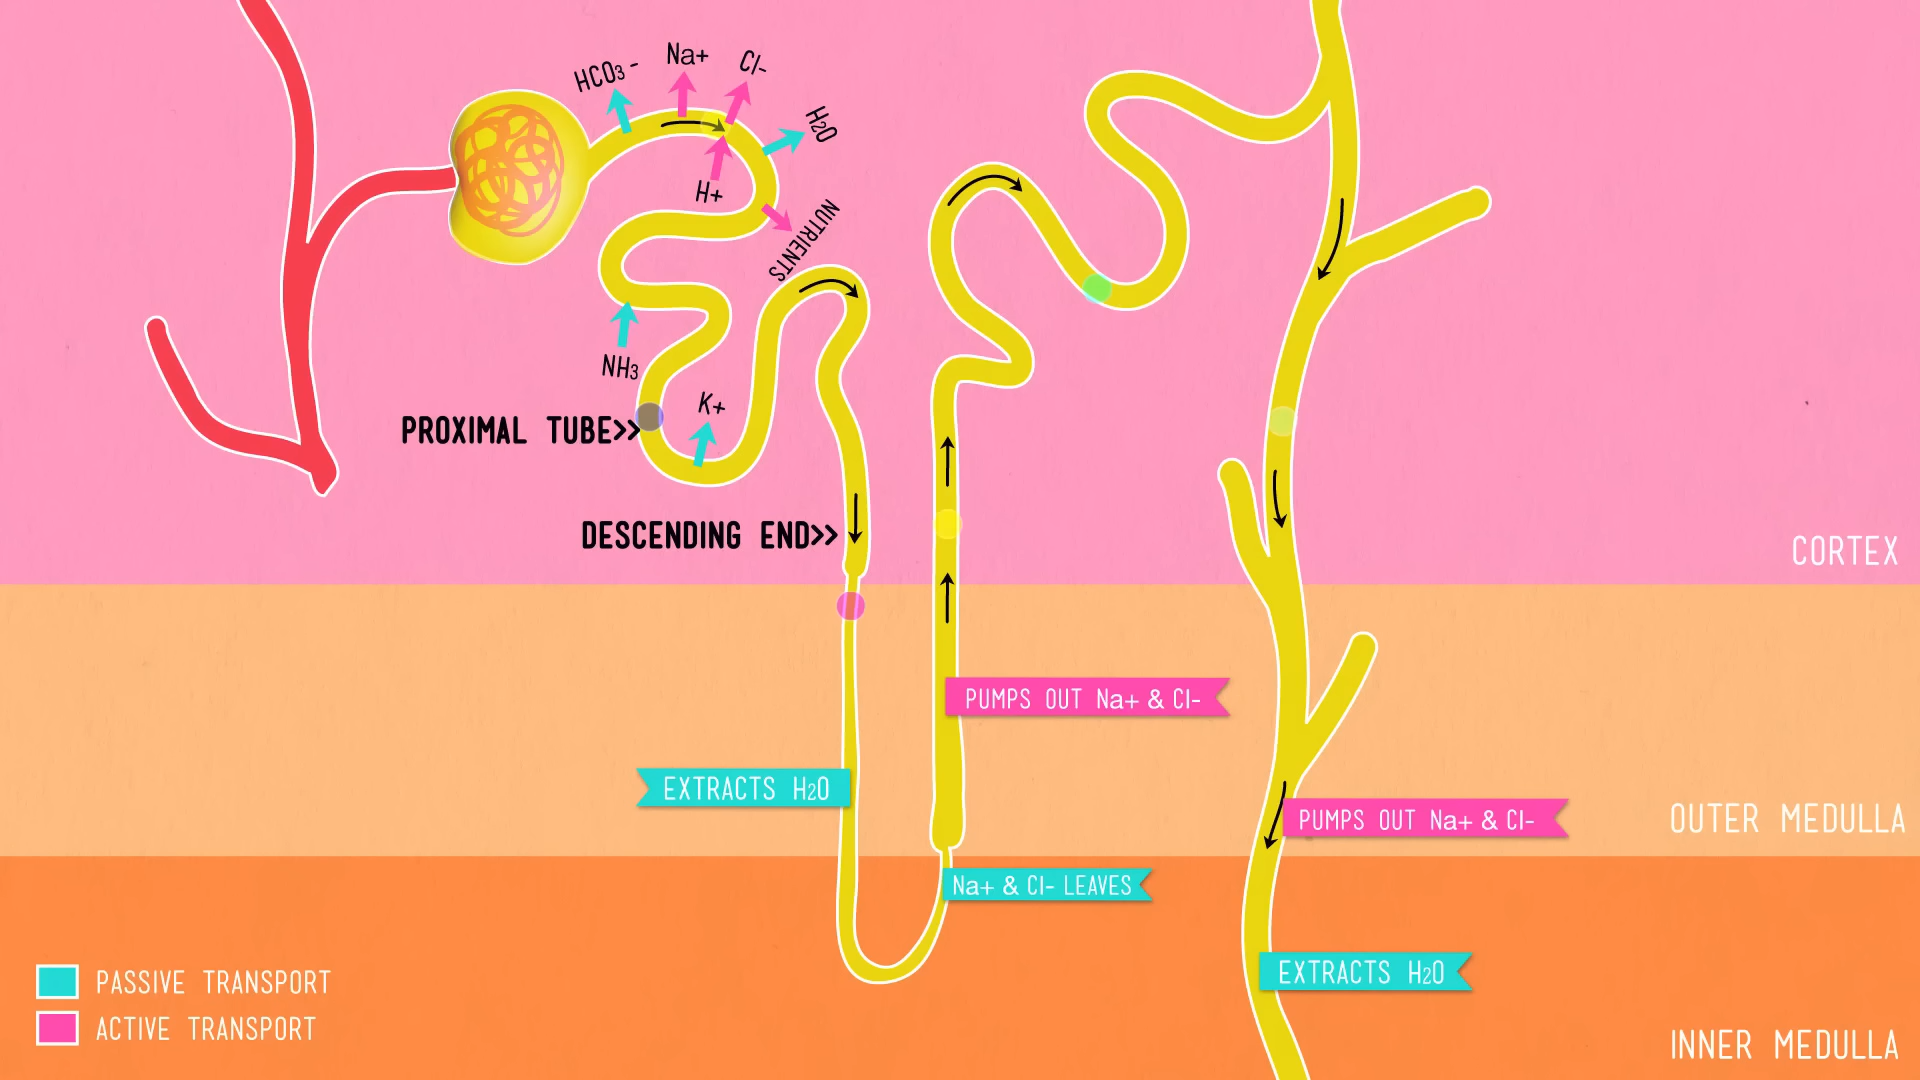 HCO3 -
Na+
Cl-
H2O
H+
NUTRIENTS
NH3
K+
PROXIMAL TUBE>>
DESCENDING END>>
CORTEX
PUMPS OUT Na+ & Cl-
EXTRACTS H2O
PUMPS OUT Na+ & Cl-
OUTER MEDULLA
Na+ & Cl- LEAVES
EXTRACTS H2O
PASSIVE TRANSPORT
ACTIVE TRANSPORT
INNER MEDULLA